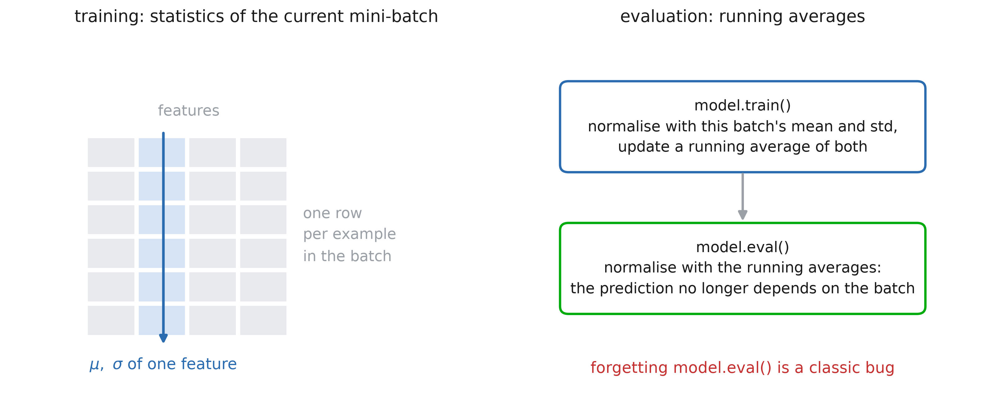 training: statistics of the current mini-batch
features
one row
per example
in the batch
μ, σ of one feature
evaluation: running averages
model.train()
normalise with this batch's mean and std,
update a running average of both
model.eval()
normalise with the running averages:
the prediction no longer depends on the batch
forgetting model.eval() is a classic bug